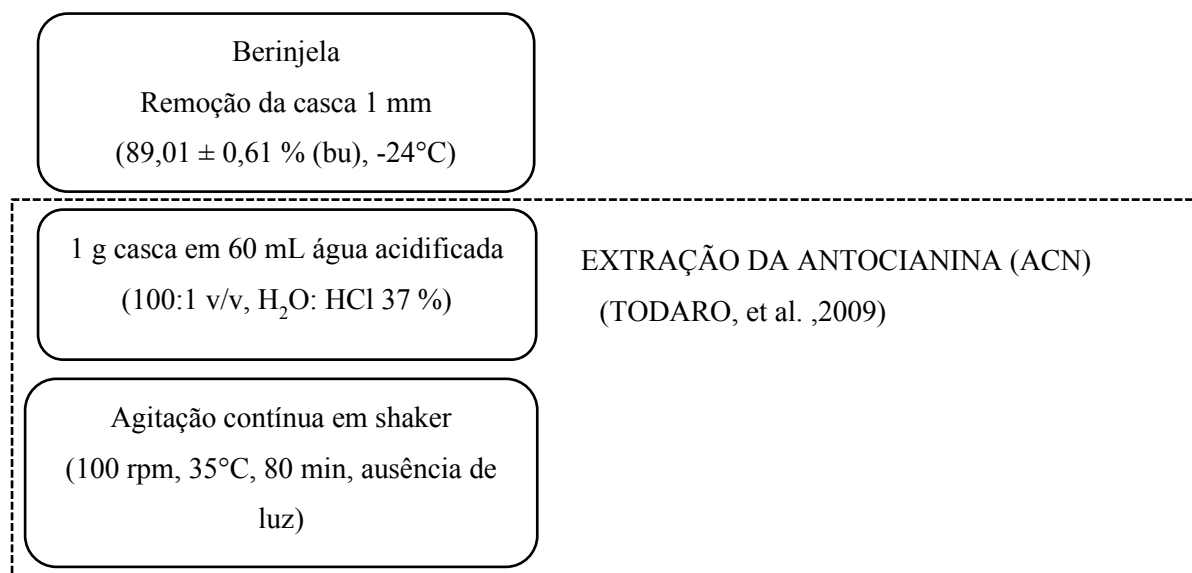 Berinjela
Remoção da casca 1 mm
(89,01 ± 0,61 % (bu), -24°C)
1 g casca em 60 mL água acidificada
(100:1 v/v, H₂O: HCl 37 %)
EXTRAÇÃO DA ANTOCIANINA (ACN)
(TODARO, et al. ,2009)
Agitação contínua em shaker
(100 rpm, 35°C, 80 min, ausência de
luz)